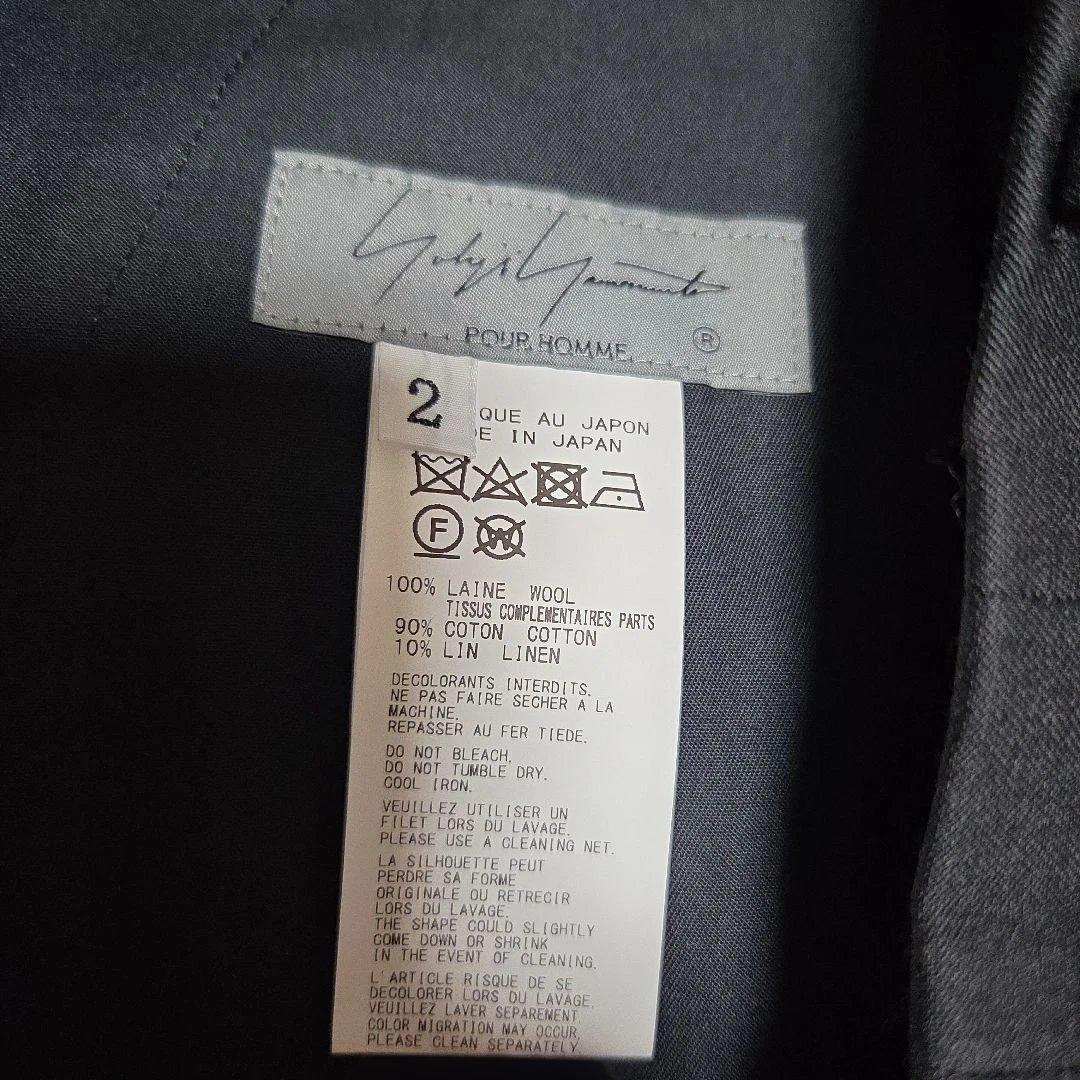 Yohji Yamamoto
POUR HOMME ®
2
QUE AU JAPON
DE IN JAPAN
F W
100% LAINE WOOL
TISSUS COMPLEMENTAIRES PARTS
90% COTON COTTON
10% LIN LINEN
DECOLORANTS INTERDITS.
NE PAS FAIRE SECHER A LA
MACHINE.
REPASSER AU FER TIEDE.
DO NOT BLEACH.
DO NOT TUMBLE DRY.
COOL IRON.
VEUILLEZ UTILISER UN
FILET LORS DU LAVAGE.
PLEASE USE A CLEANING NET.
LA SILHOUETTE PEUT
PERDRE SA FORME
ORIGINALE OU RETRECIR
LORS DU LAVAGE.
THE SHAPE COULD SLIGHTLY
COME DOWN OR SHRINK
IN THE EVENT OF CLEANING.
L'ARTICLE RISQUE DE SE
DECOLORER LORS DU LAVAGE.
VEUILLEZ LAVER SEPAREMENT.
COLOR MIGRATION MAY OCCUR.
PLEASE CLEAN SEPARATELY.